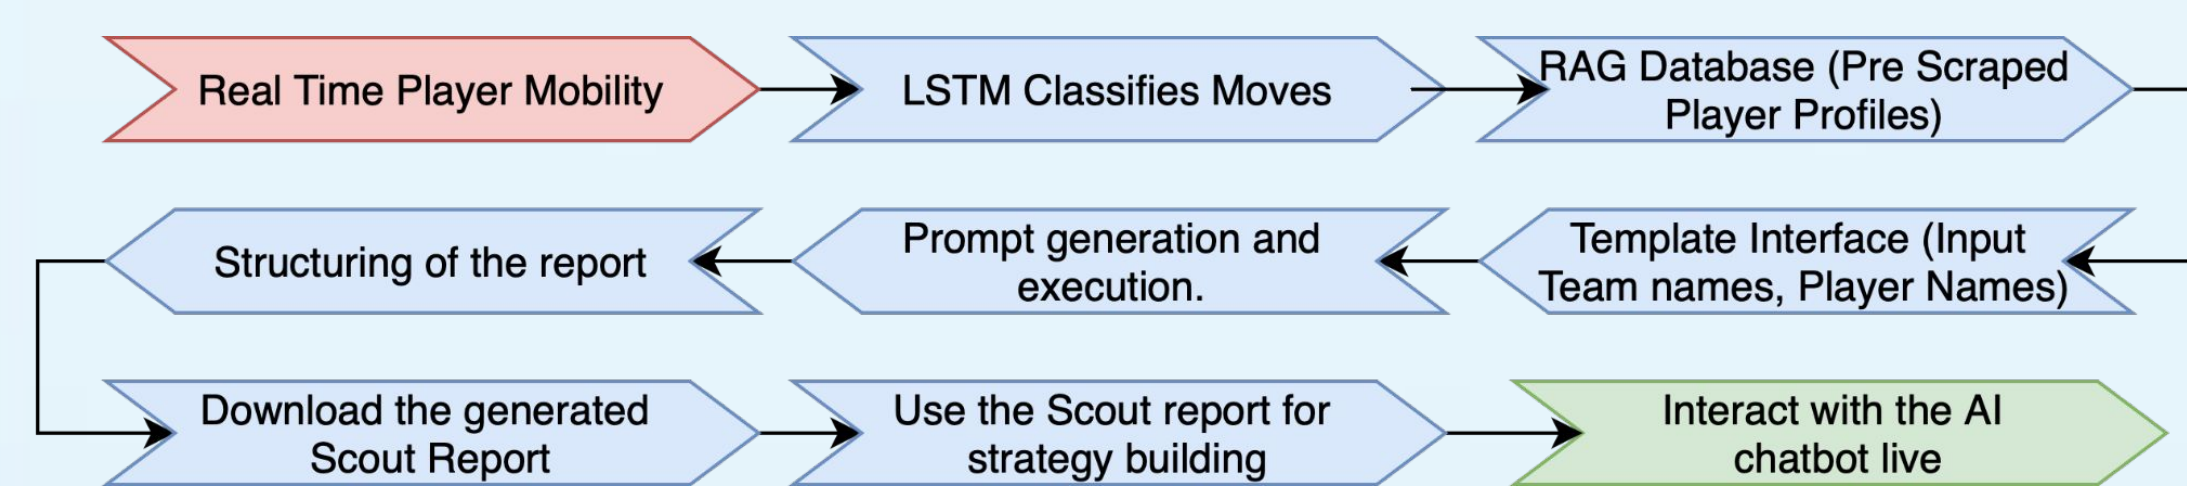 Real Time Player Mobility
LSTM Classifies Moves
RAG Database (Pre Scraped
Player Profiles)
Template Interface (Input
Team names, Player Names)
Prompt generation and
execution.
Structuring of the report
Download the generated
Scout Report
Use the Scout report for
strategy building
Interact with the AI
chatbot live